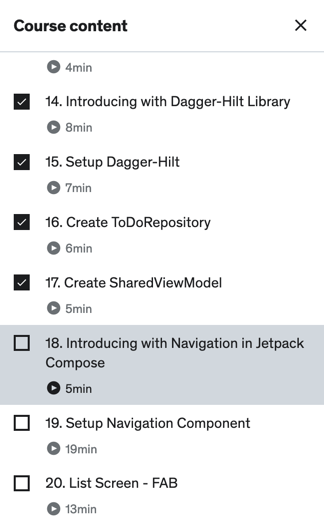 Course content
4min
14. Introducing with Dagger-Hilt Library
8min
15. Setup Dagger-Hilt
7min
16. Create ToDoRepository
6min
17. Create SharedViewModel
5min
18. Introducing with Navigation in Jetpack
Compose
5min
19. Setup Navigation Component
19min
20. List Screen - FAB
13min